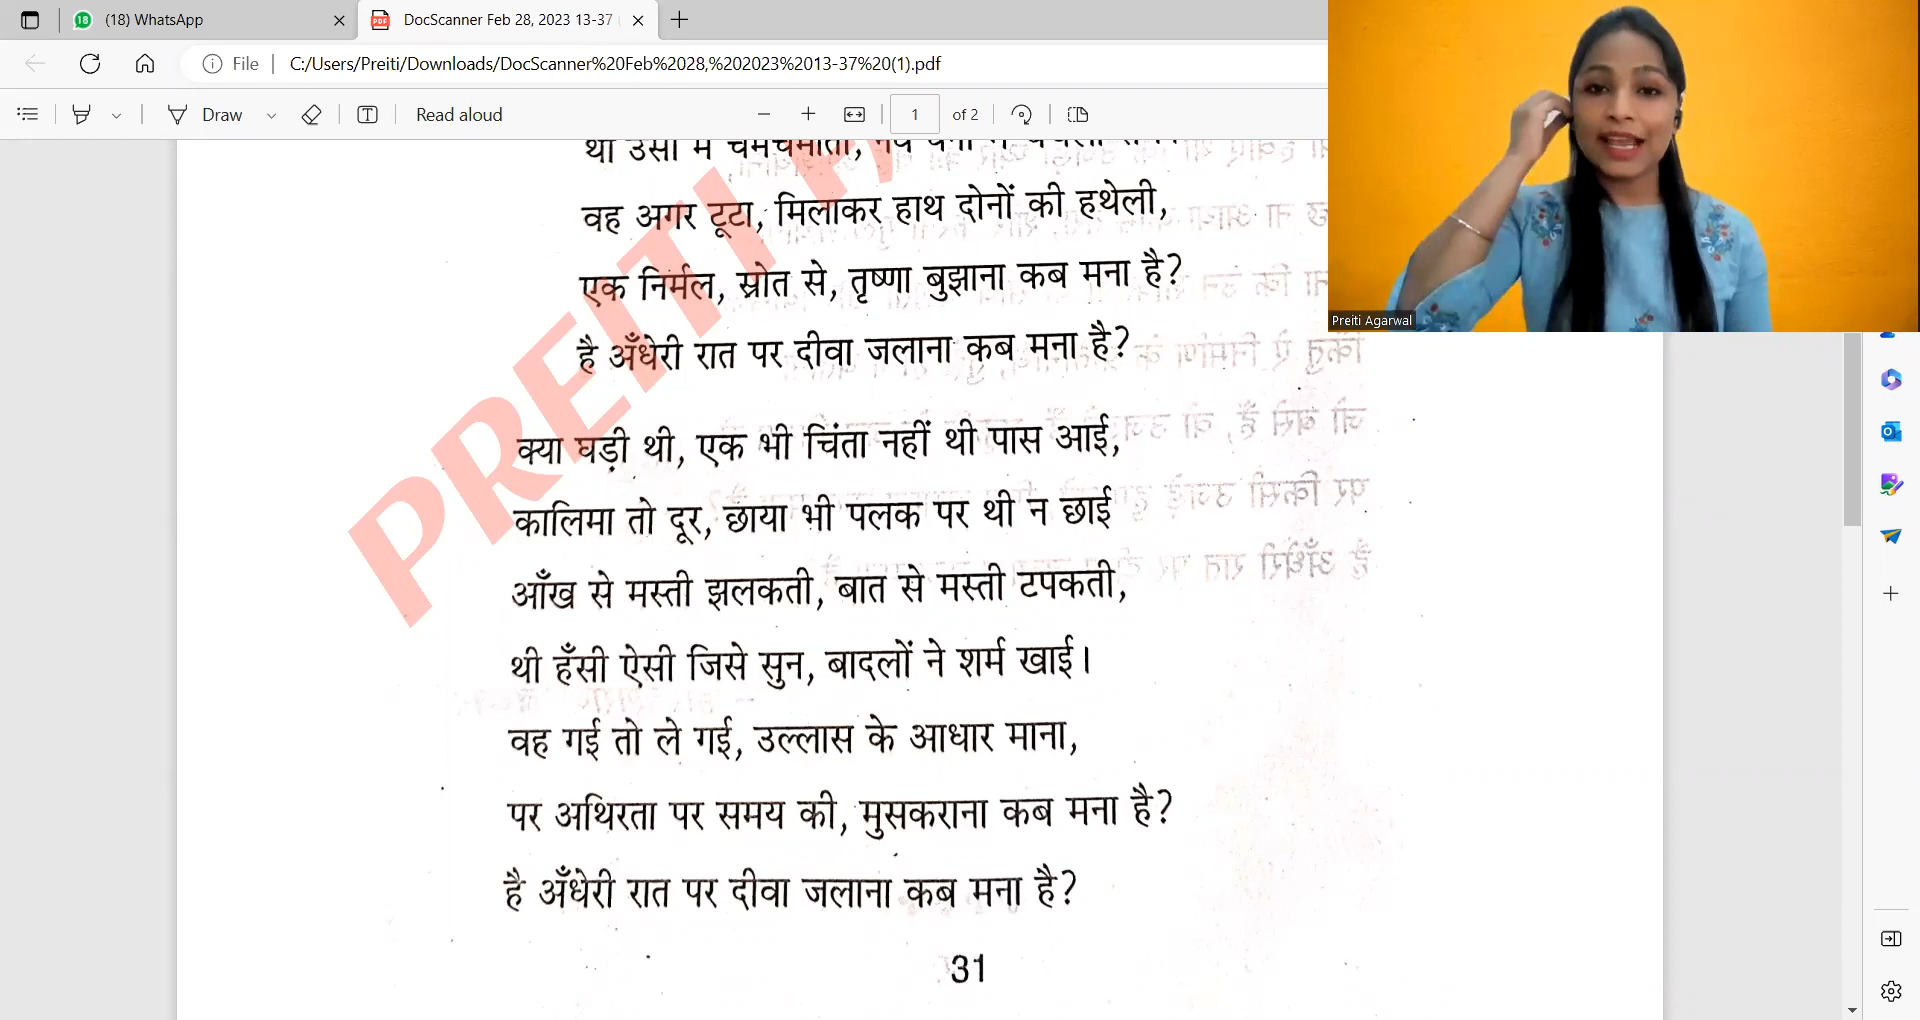 (18) WhatsApp
DocScanner Feb 28, 2023 13-37
File
C:/Users/Preiti/Downloads/DocScanner%20Feb%2028,%202023%2013-37%20(1).pdf
Draw
Read aloud
1 of 2
वह अगर टूटा, मिलाकर हाथ दोनों की हथेली,
एक निर्मल, स्रोत से, तृष्णा बुझाना कब मना है?
है अँधेरी रात पर दीवा जलाना कब मना है?
क्या घड़ी थी, एक भी चिंता नहीं थी पास आई,
कालिमा तो दूर, छाया भी पलक पर थी न छाई
आँख से मस्ती झलकती, बात से मस्ती टपकती,
थी हँसी ऐसी जिसे सुन, बादलों ने शर्म खाई।
वह गई तो ले गई, उल्लास के आधार माना,
पर अथिरता पर समय की, मुसकराना कब मना है?
है अँधेरी रात पर दीवा जलाना कब मना है?
31
PREITI
Preiti Agarwal